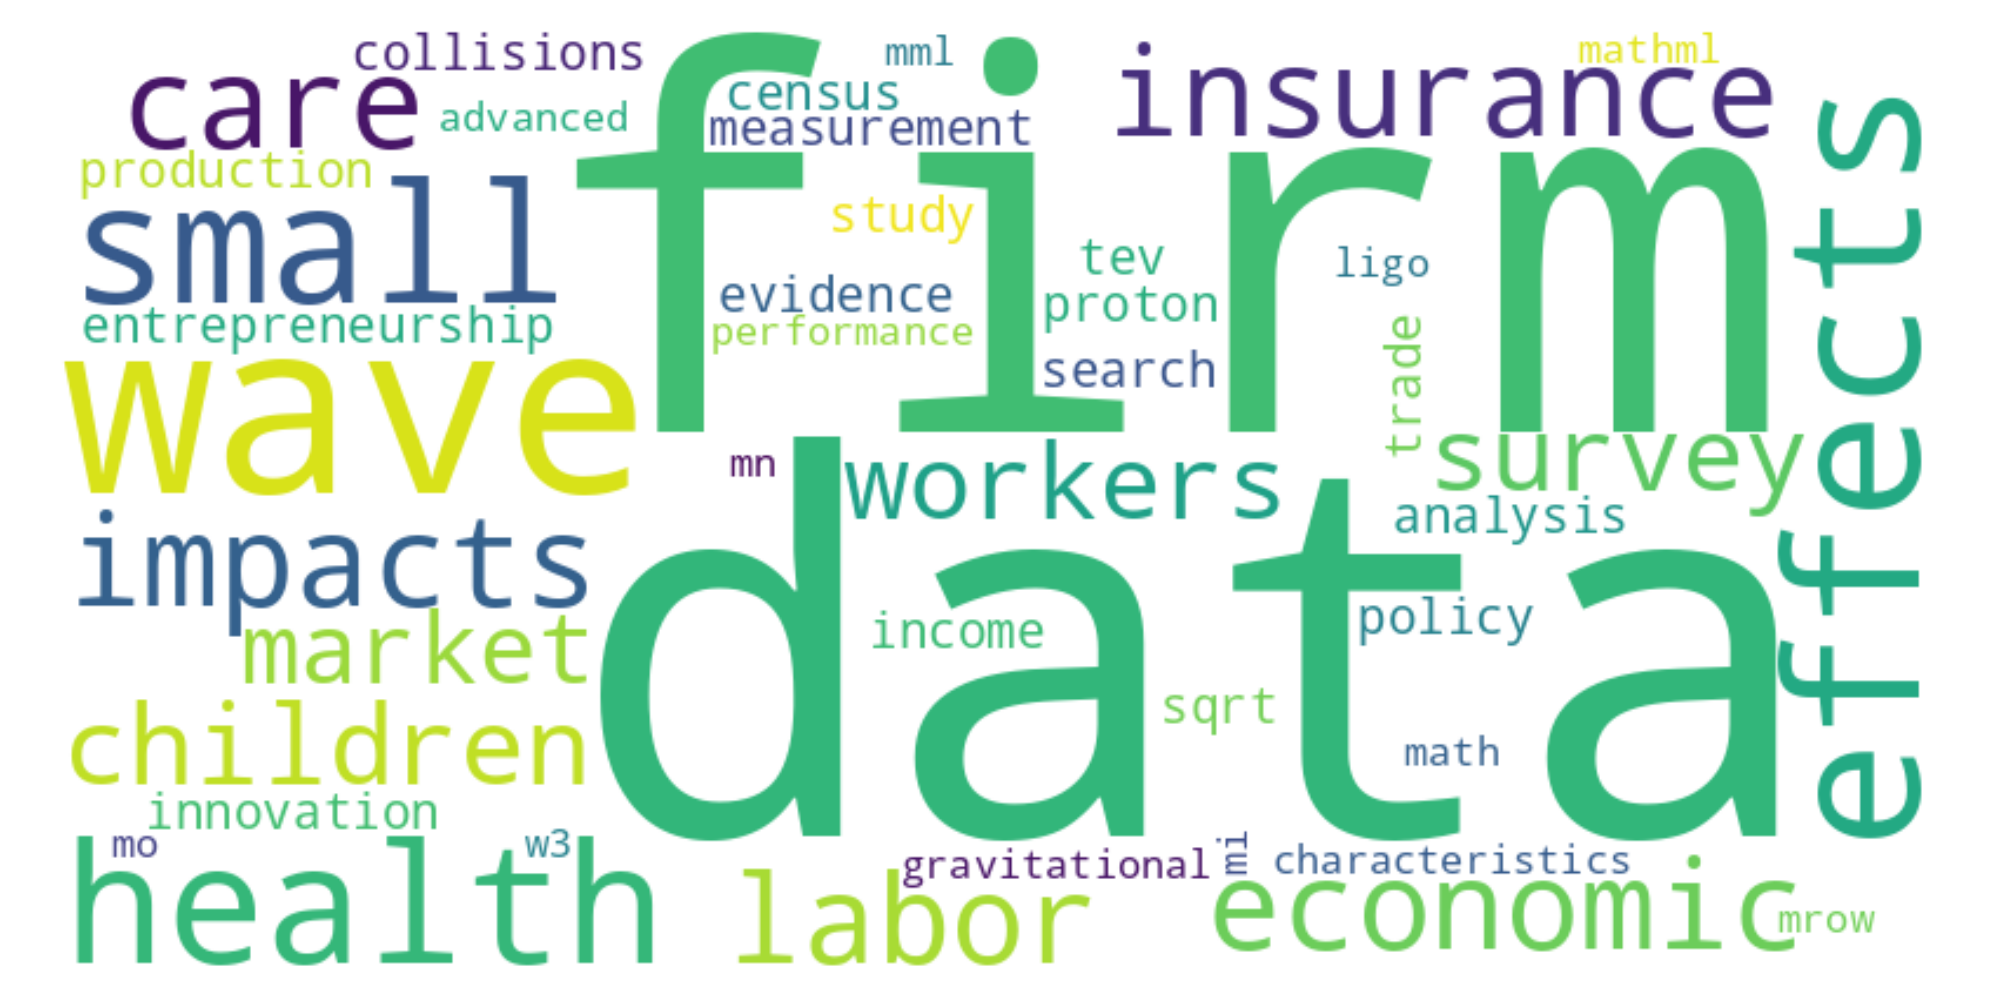 collisions
mml
mathml
care
advanced
census
measurement
insurance
firm
production
small
study
tev
ligo
evidence
proton
entrepreneurship
performance
search
trade
effects
wave
mn
workers
survey
impacts
analysis
data
market
income
policy
children
sqrt
math
innovation
mo
w3
health
gravitational
mi
characteristics
labor
economic
mrow